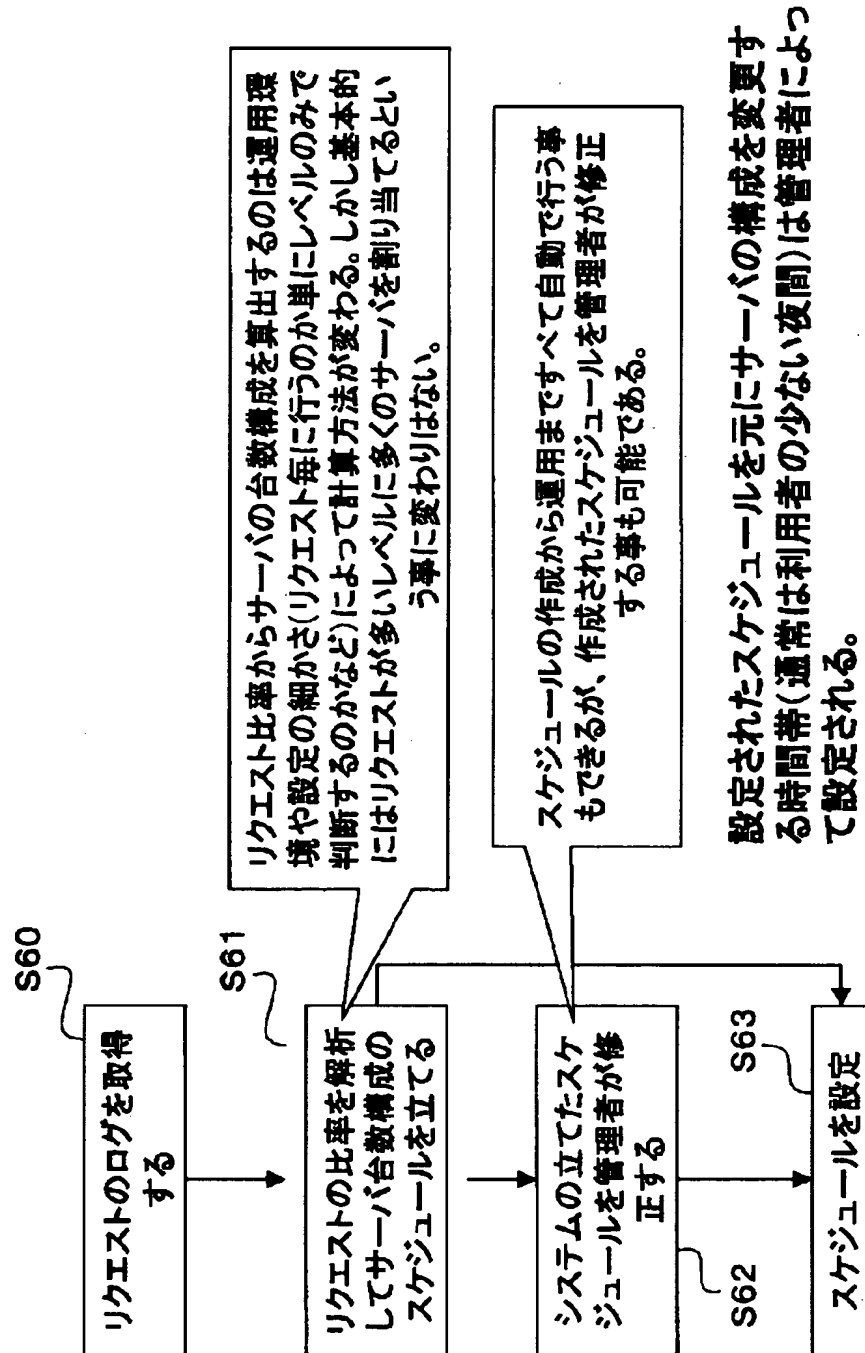 S60
リクエストのログを取得
する
S61
リクエストの比率を解析
してサーバ台数構成の
スケジュールを立てる
リクエスト比率からサーバの台数構成を算出するのは運用環
境や設定の細かさ(リクエスト毎に行うのか単にレベルのみで
判断するのかなど)によって計算方法が変わる。しかし基本的
にはリクエストが多いレベルに多くのサーバを割り当てるとい
う事に変わりはない。
システムの立てたスケ
ジュールを管理者が修
正する
S62
スケジュールの作成から運用まですべて自動で行う事
もできるが、作成されたスケジュールを管理者が修正
する事も可能である。
S63
スケジュールを設定
設定されたスケジュールを元にサーバの構成を変更す
る時間帯(通常は利用者の少ない夜間)は管理者によっ
て設定される。